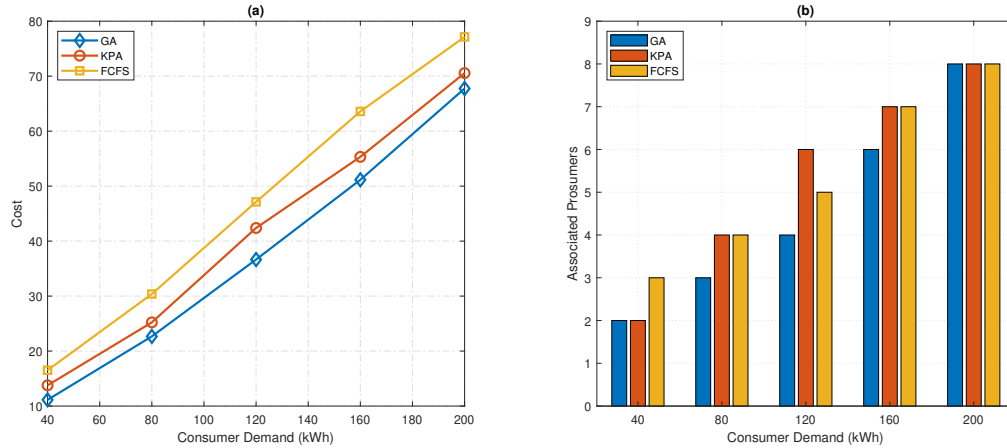 (a)
80
70
60
50
40
30
20
10
Cost
GA
KPA
FCFS
40 60 80 100 120 140 160 180 200
Consumer Demand (kWh)
(b)
9
8
7
6
5
4
3
2
1
0
Associated Prosumers
GA
KPA
FCFS
40 80 120 160 200
Consumer Demand (kWh)